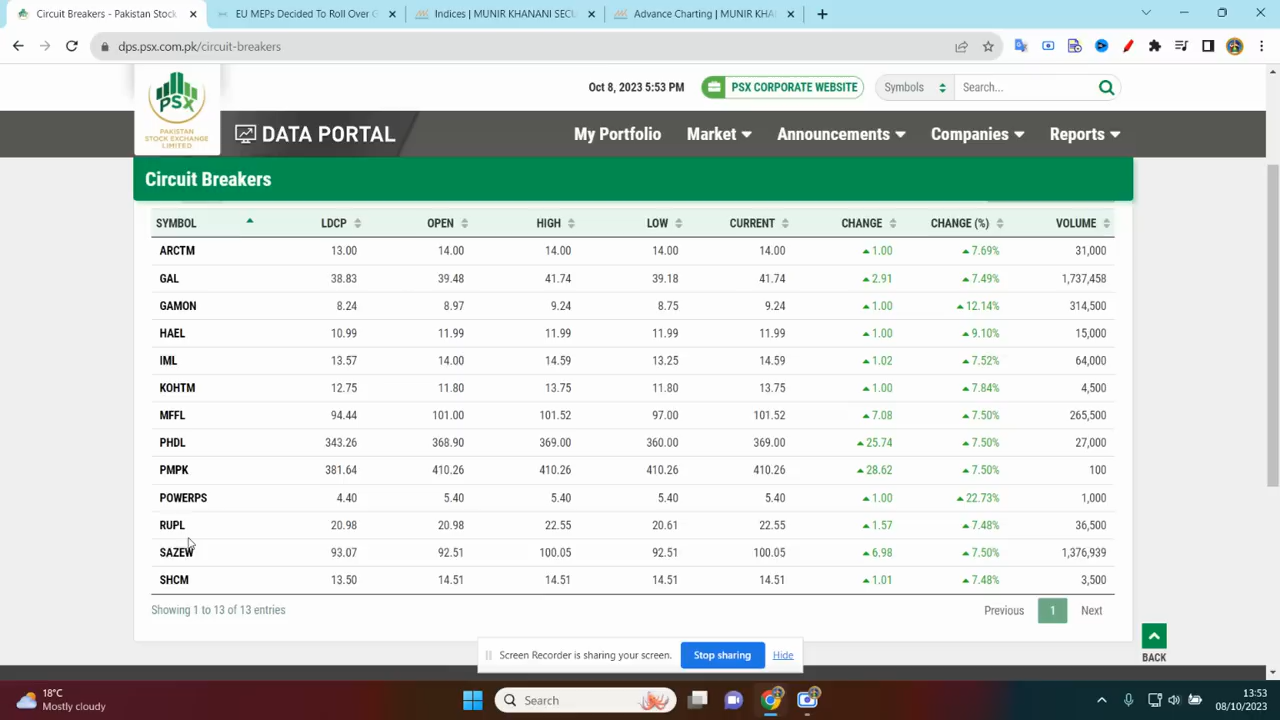 Circuit Breakers - Pakistan Stock
EU MEPs Decided To Roll Over G
Indices | MUNIR KHANANI SECU
Advance Charting | MUNIR KHAN
dps.psx.com.pk/circuit-breakers
PSX
PAKISTAN
STOCK EXCHANGE
LIMITED
Oct 8, 2023 5:53 PM
PSX CORPORATE WEBSITE
Symbols
Search...
DATA PORTAL
My Portfolio Market Announcements Companies Reports
Circuit Breakers
SYMBOL LDCP OPEN HIGH LOW CURRENT CHANGE CHANGE (%) VOLUME
ARCTM 13.00 14.00 14.00 14.00 14.00 1.00 7.69% 31,000
GAL 38.83 39.48 41.74 39.18 41.74 2.91 7.49% 1,737,458
GAMON 8.24 8.97 9.24 8.75 9.24 1.00 12.14% 314,500
HAEL 10.99 11.99 11.99 11.99 11.99 1.00 9.10% 15,000
IML 13.57 14.00 14.59 13.25 14.59 1.02 7.52% 64,000
KOHTM 12.75 11.80 13.75 11.80 13.75 1.00 7.84% 4,500
MFFL 94.44 101.00 101.52 97.00 101.52 7.08 7.50% 265,500
PHDL 343.26 368.90 369.00 360.00 369.00 25.74 7.50% 27,000
PMPK 381.64 410.26 410.26 410.26 410.26 28.62 7.50% 100
POWERPS 4.40 5.40 5.40 5.40 5.40 1.00 22.73% 1,000
RUPL 20.98 20.98 22.55 20.61 22.55 1.57 7.48% 36,500
SAZEW 93.07 92.51 100.05 92.51 100.05 6.98 7.50% 1,376,939
SHCM 13.50 14.51 14.51 14.51 14.51 1.01 7.48% 3,500
Showing 1 to 13 of 13 entries
Previous 1 Next
BACK
Screen Recorder is sharing your screen. Stop sharing Hide
18°C
Mostly cloudy
Search
13:53
08/10/2023